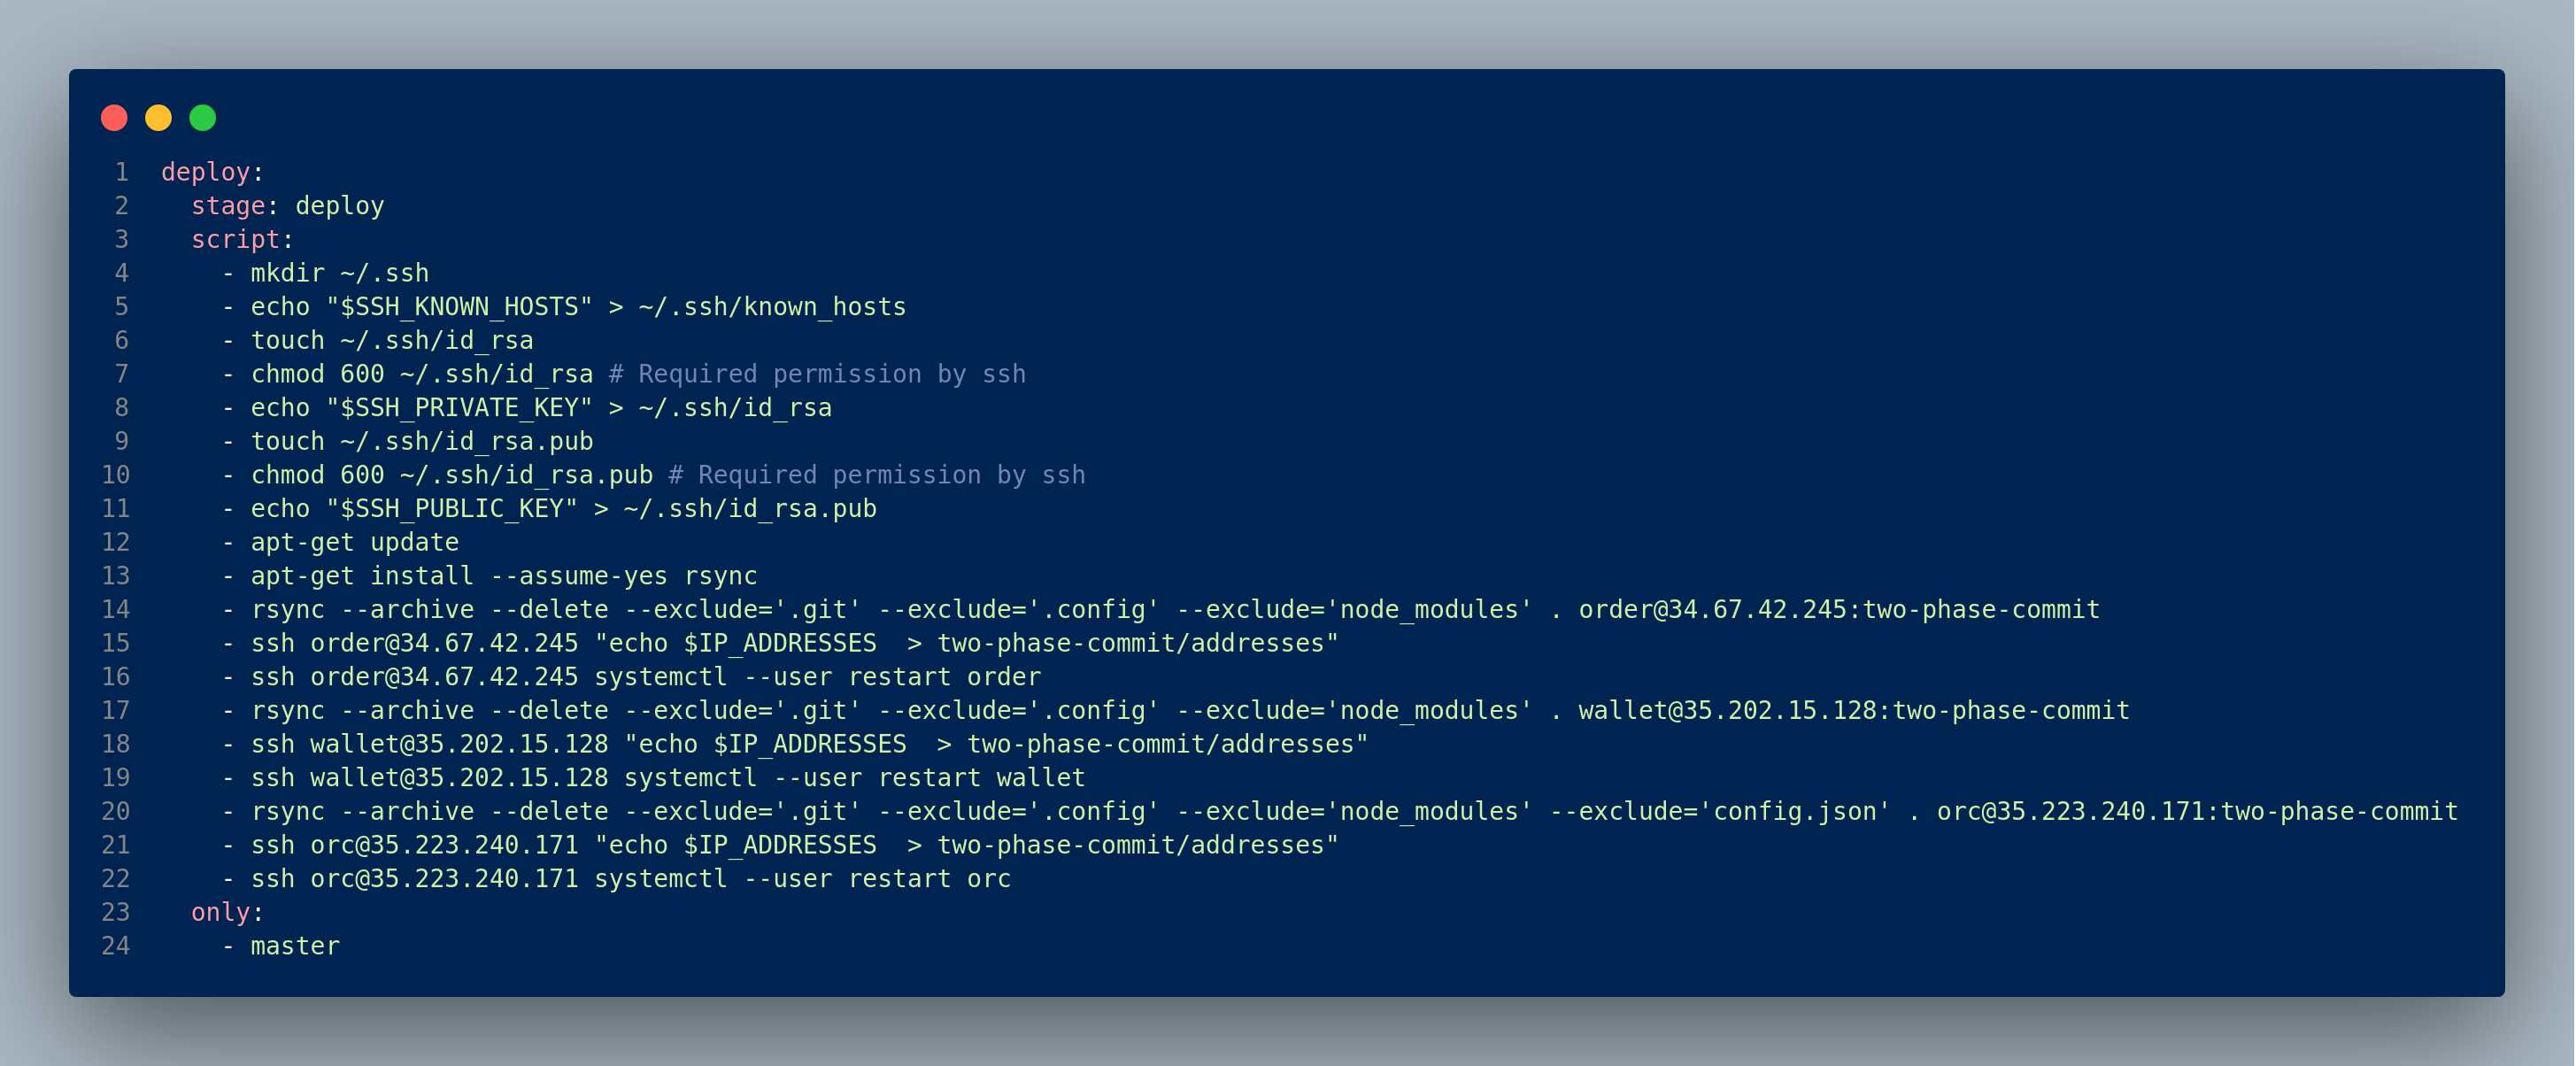 1 deploy:
2   stage: deploy
3   script:
4     - mkdir ~/.ssh
5     - echo "$SSH_KNOWN_HOSTS" > ~/.ssh/known_hosts
6     - touch ~/.ssh/id_rsa
7     - chmod 600 ~/.ssh/id_rsa # Required permission by ssh
8     - echo "$SSH_PRIVATE_KEY" > ~/.ssh/id_rsa
9     - touch ~/.ssh/id_rsa.pub
10     - chmod 600 ~/.ssh/id_rsa.pub # Required permission by ssh
11     - echo "$SSH_PUBLIC_KEY" > ~/.ssh/id_rsa.pub
12     - apt-get update
13     - apt-get install --assume-yes rsync
14     - rsync --archive --delete --exclude='.git' --exclude='.config' --exclude='node_modules' . order@34.67.42.245:two-phase-commit
15     - ssh order@34.67.42.245 "echo $IP_ADDRESSES  > two-phase-commit/addresses"
16     - ssh order@34.67.42.245 systemctl --user restart order
17     - rsync --archive --delete --exclude='.git' --exclude='.config' --exclude='node_modules' . wallet@35.202.15.128:two-phase-commit
18     - ssh wallet@35.202.15.128 "echo $IP_ADDRESSES  > two-phase-commit/addresses"
19     - ssh wallet@35.202.15.128 systemctl --user restart wallet
20     - rsync --archive --delete --exclude='.git' --exclude='.config' --exclude='node_modules' --exclude='config.json' . orc@35.223.240.171:two-phase-commit
21     - ssh orc@35.223.240.171 "echo $IP_ADDRESSES  > two-phase-commit/addresses"
22     - ssh orc@35.223.240.171 systemctl --user restart orc
23   only:
24     - master